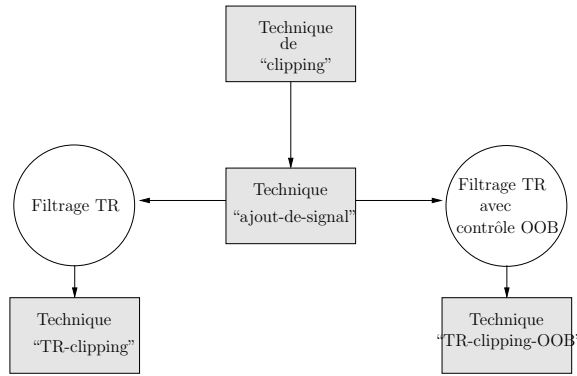 Technique
de
“clipping”
Technique
“ajout-de-signal”
Filtrage TR
Filtrage TR
avec
contrôle OOB
Technique
“TR-clipping”
Technique
“TR-clipping-OOB”